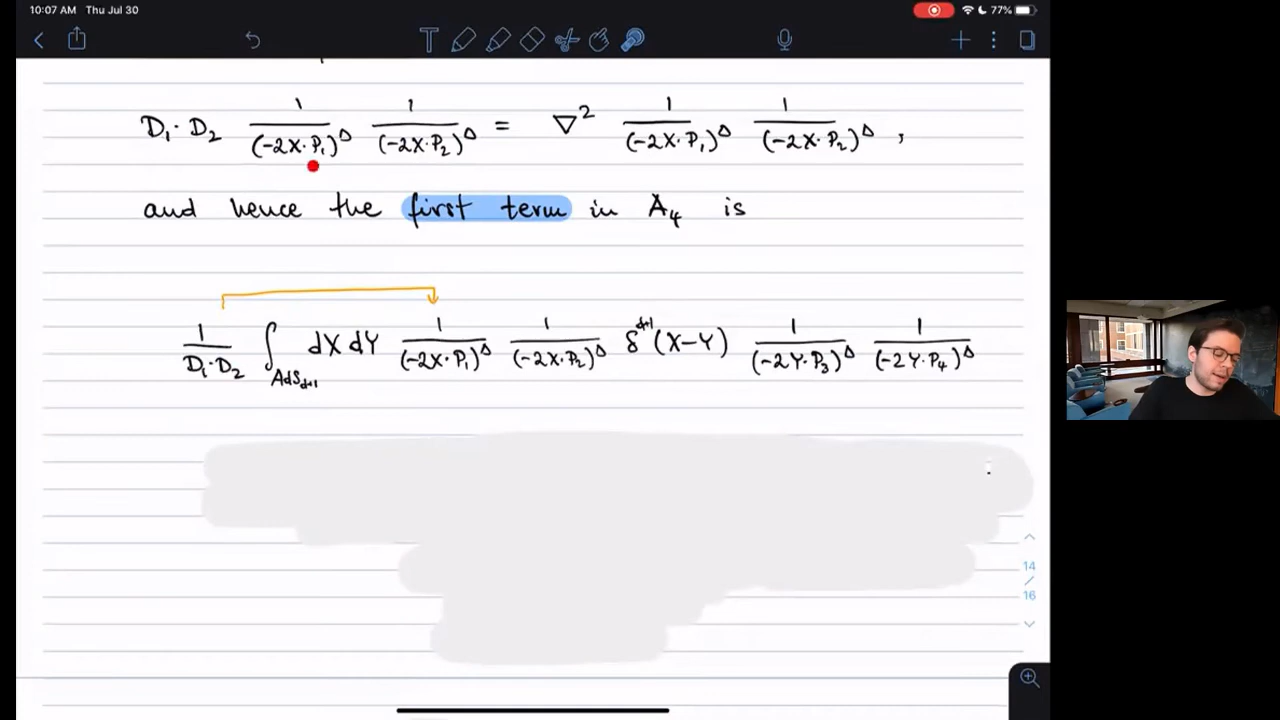 10:07 AM Thu Jul 30 77%
D₁·D₂ 1/(-2X·P₁)^Δ 1/(-2X·P₂)^Δ = ∇² 1/(-2X·P₁)^Δ 1/(-2X·P₂)^Δ ,
and hence the first term in A₄ is
1/(D₁·D₂) ∫_{AdS_{d+1}} dX dY 1/(-2X·P₁)^Δ 1/(-2X·P₂)^Δ δ^{d+1}(X-Y) 1/(-2Y·P₃)^Δ 1/(-2Y·P₄)^Δ
14
/
16